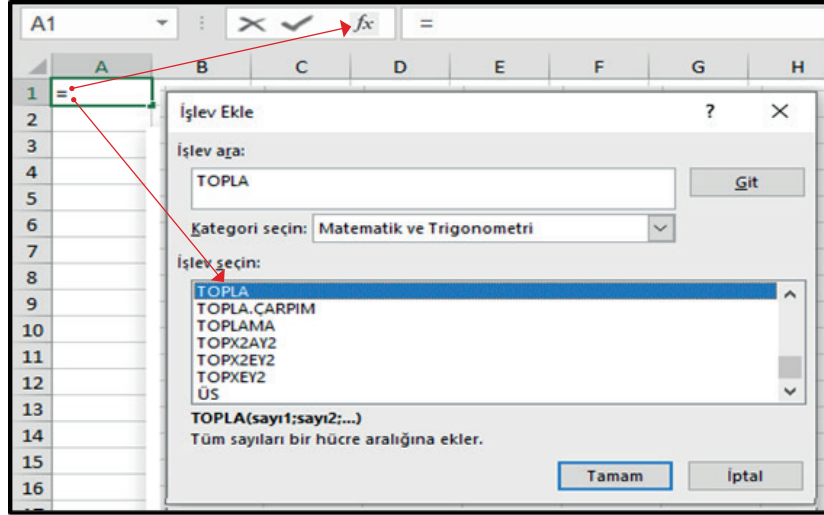 A1 fx =
A B C D E F G H
1 =
2
3
4
5
6
7
8
9
10
11
12
13
14
15
16
İşlev Ekle ? ×
İşlev ara:
TOPLA
Git
Kategori seçin: Matematik ve Trigonometri
İşlev seçin:
TOPLA
TOPLA.ÇARPIM
TOPLAMA
TOPX2AY2
TOPX2EY2
TOPXEY2
ÜS
TOPLA(sayı1;sayı2;...)
Tüm sayıları bir hücre aralığına ekler.
Tamam İptal